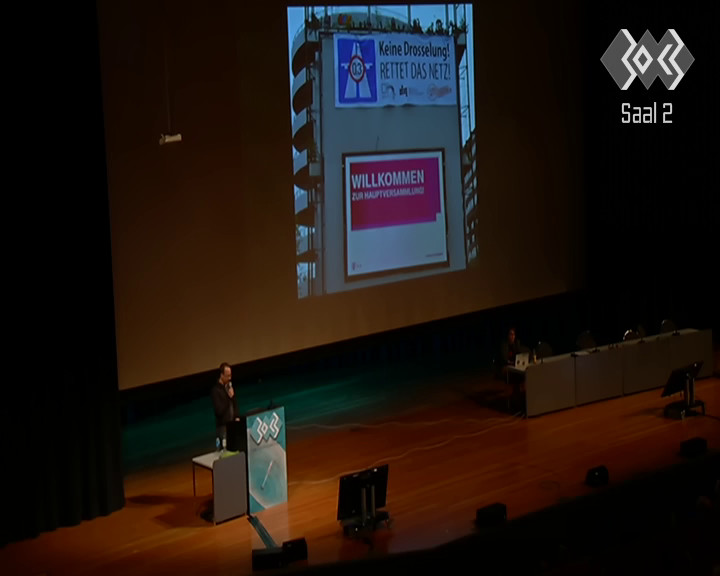 Keine Drosselung!
RETTET DAS NETZ!
WILLKOMMEN
ZUR HAUPTVERSAMMLUNG!
Saal 2